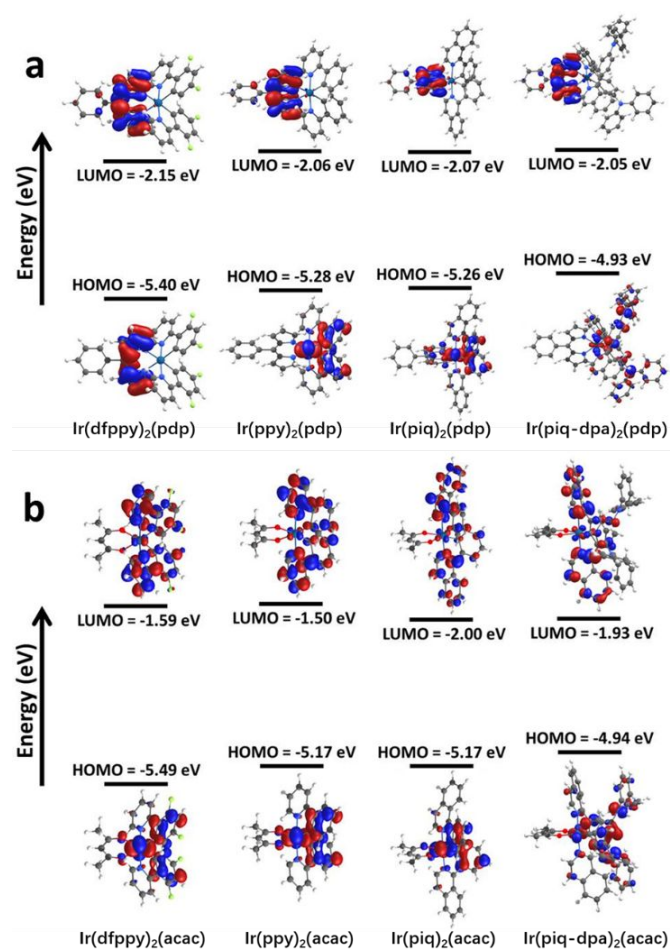 a
Energy (eV)
LUMO = -2.15 eV
LUMO = -2.06 eV
LUMO = -2.07 eV
LUMO = -2.05 eV
HOMO = -5.40 eV
HOMO = -5.28 eV
HOMO = -5.26 eV
HOMO = -4.93 eV
Ir(dfppy)₂(pdp)
Ir(ppy)₂(pdp)
Ir(piq)₂(pdp)
Ir(piq-dpa)₂(pdp)
b
Energy (eV)
LUMO = -1.59 eV
LUMO = -1.50 eV
LUMO = -2.00 eV
LUMO = -1.93 eV
HOMO = -5.49 eV
HOMO = -5.17 eV
HOMO = -5.17 eV
HOMO = -4.94 eV
Ir(dfppy)₂(acac)
Ir(ppy)₂(acac)
Ir(piq)₂(acac)
Ir(piq-dpa)₂(acac)